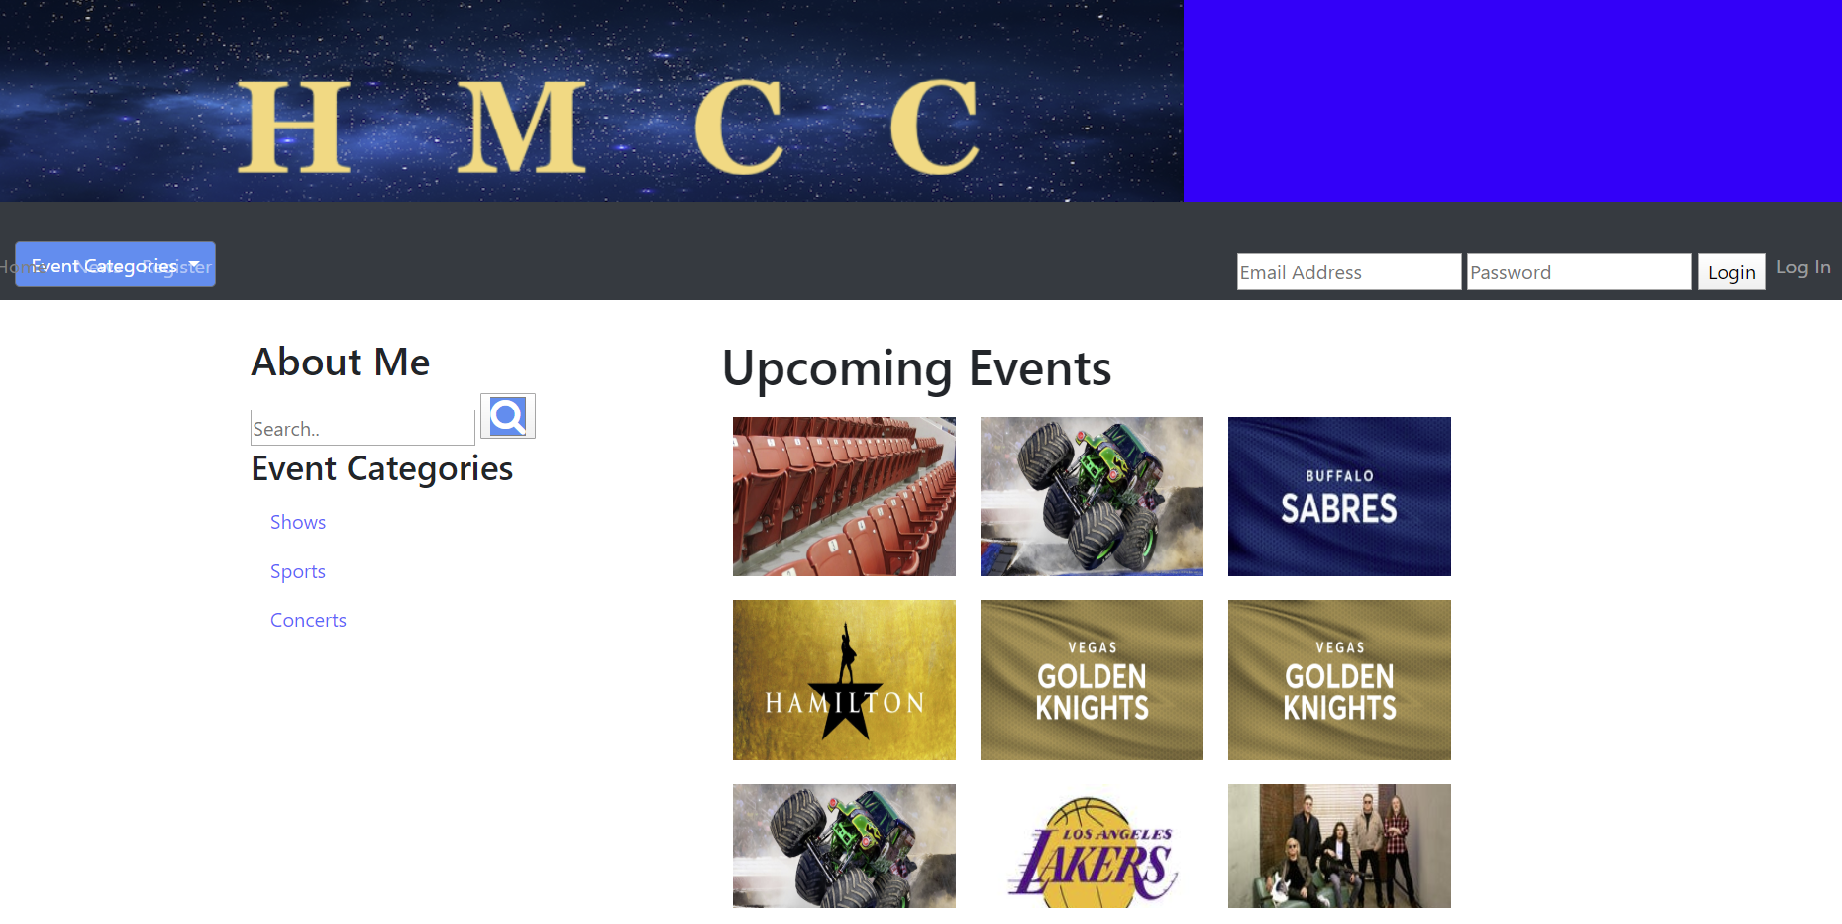 H M C C
Home
News
Register
Event Categories
Email Address
Password
Login
Log In
About Me
Search..
Event Categories
Shows
Sports
Concerts
Upcoming Events
BUFFALO
SABRES
HAMILTON
VEGAS
GOLDEN
KNIGHTS
VEGAS
GOLDEN
KNIGHTS
LOS ANGELES
LAKERS